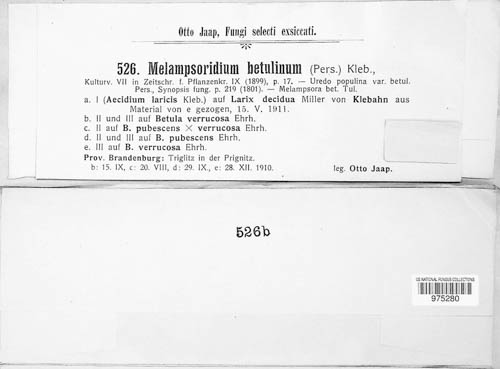 Otto Jaap, Fungi selecti exsiccati.
526. Melampsoridium betulinum (Pers.) Kleb.,
Kulturv. VII in Zeitschr. f. Pflanzenkr. IX (1899), p. 17. — Uredo populina var. betul.
Pers., Synopsis fung. p. 219 (1801). — Melampsora bet. Tul.
a. I (Aecidium laricis Kleb.) auf Larix decidua Miller von Klebahn aus
Material von e gezogen, 15. V. 1911.
b. II und III auf Betula verrucosa Ehrh.
c. II auf B. pubescens × verrucosa Ehrh.
d. II und III auf B. pubescens Ehrh.
e. III auf B. verrucosa Ehrh.
Prov. Brandenburg: Triglitz in der Prignitz.
b: 15. IX, c: 20. VIII, d: 29. IX., e: 28. XII. 1910.
leg. Otto Jaap.
526b
US NATIONAL FUNGUS COLLECTIONS
975280